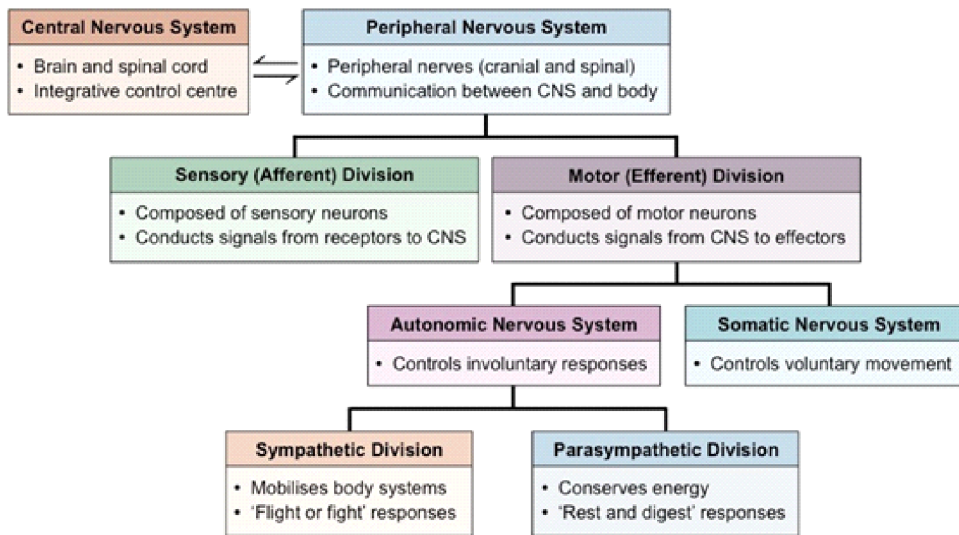 Central Nervous System
• Brain and spinal cord
• Integrative control centre
Peripheral Nervous System
• Peripheral nerves (cranial and spinal)
• Communication between CNS and body
Sensory (Afferent) Division
• Composed of sensory neurons
• Conducts signals from receptors to CNS
Motor (Efferent) Division
• Composed of motor neurons
• Conducts signals from CNS to effectors
Autonomic Nervous System
• Controls involuntary responses
Somatic Nervous System
• Controls voluntary movement
Sympathetic Division
• Mobilises body systems
• ‘Flight or fight’ responses
Parasympathetic Division
• Conserves energy
• ‘Rest and digest’ responses